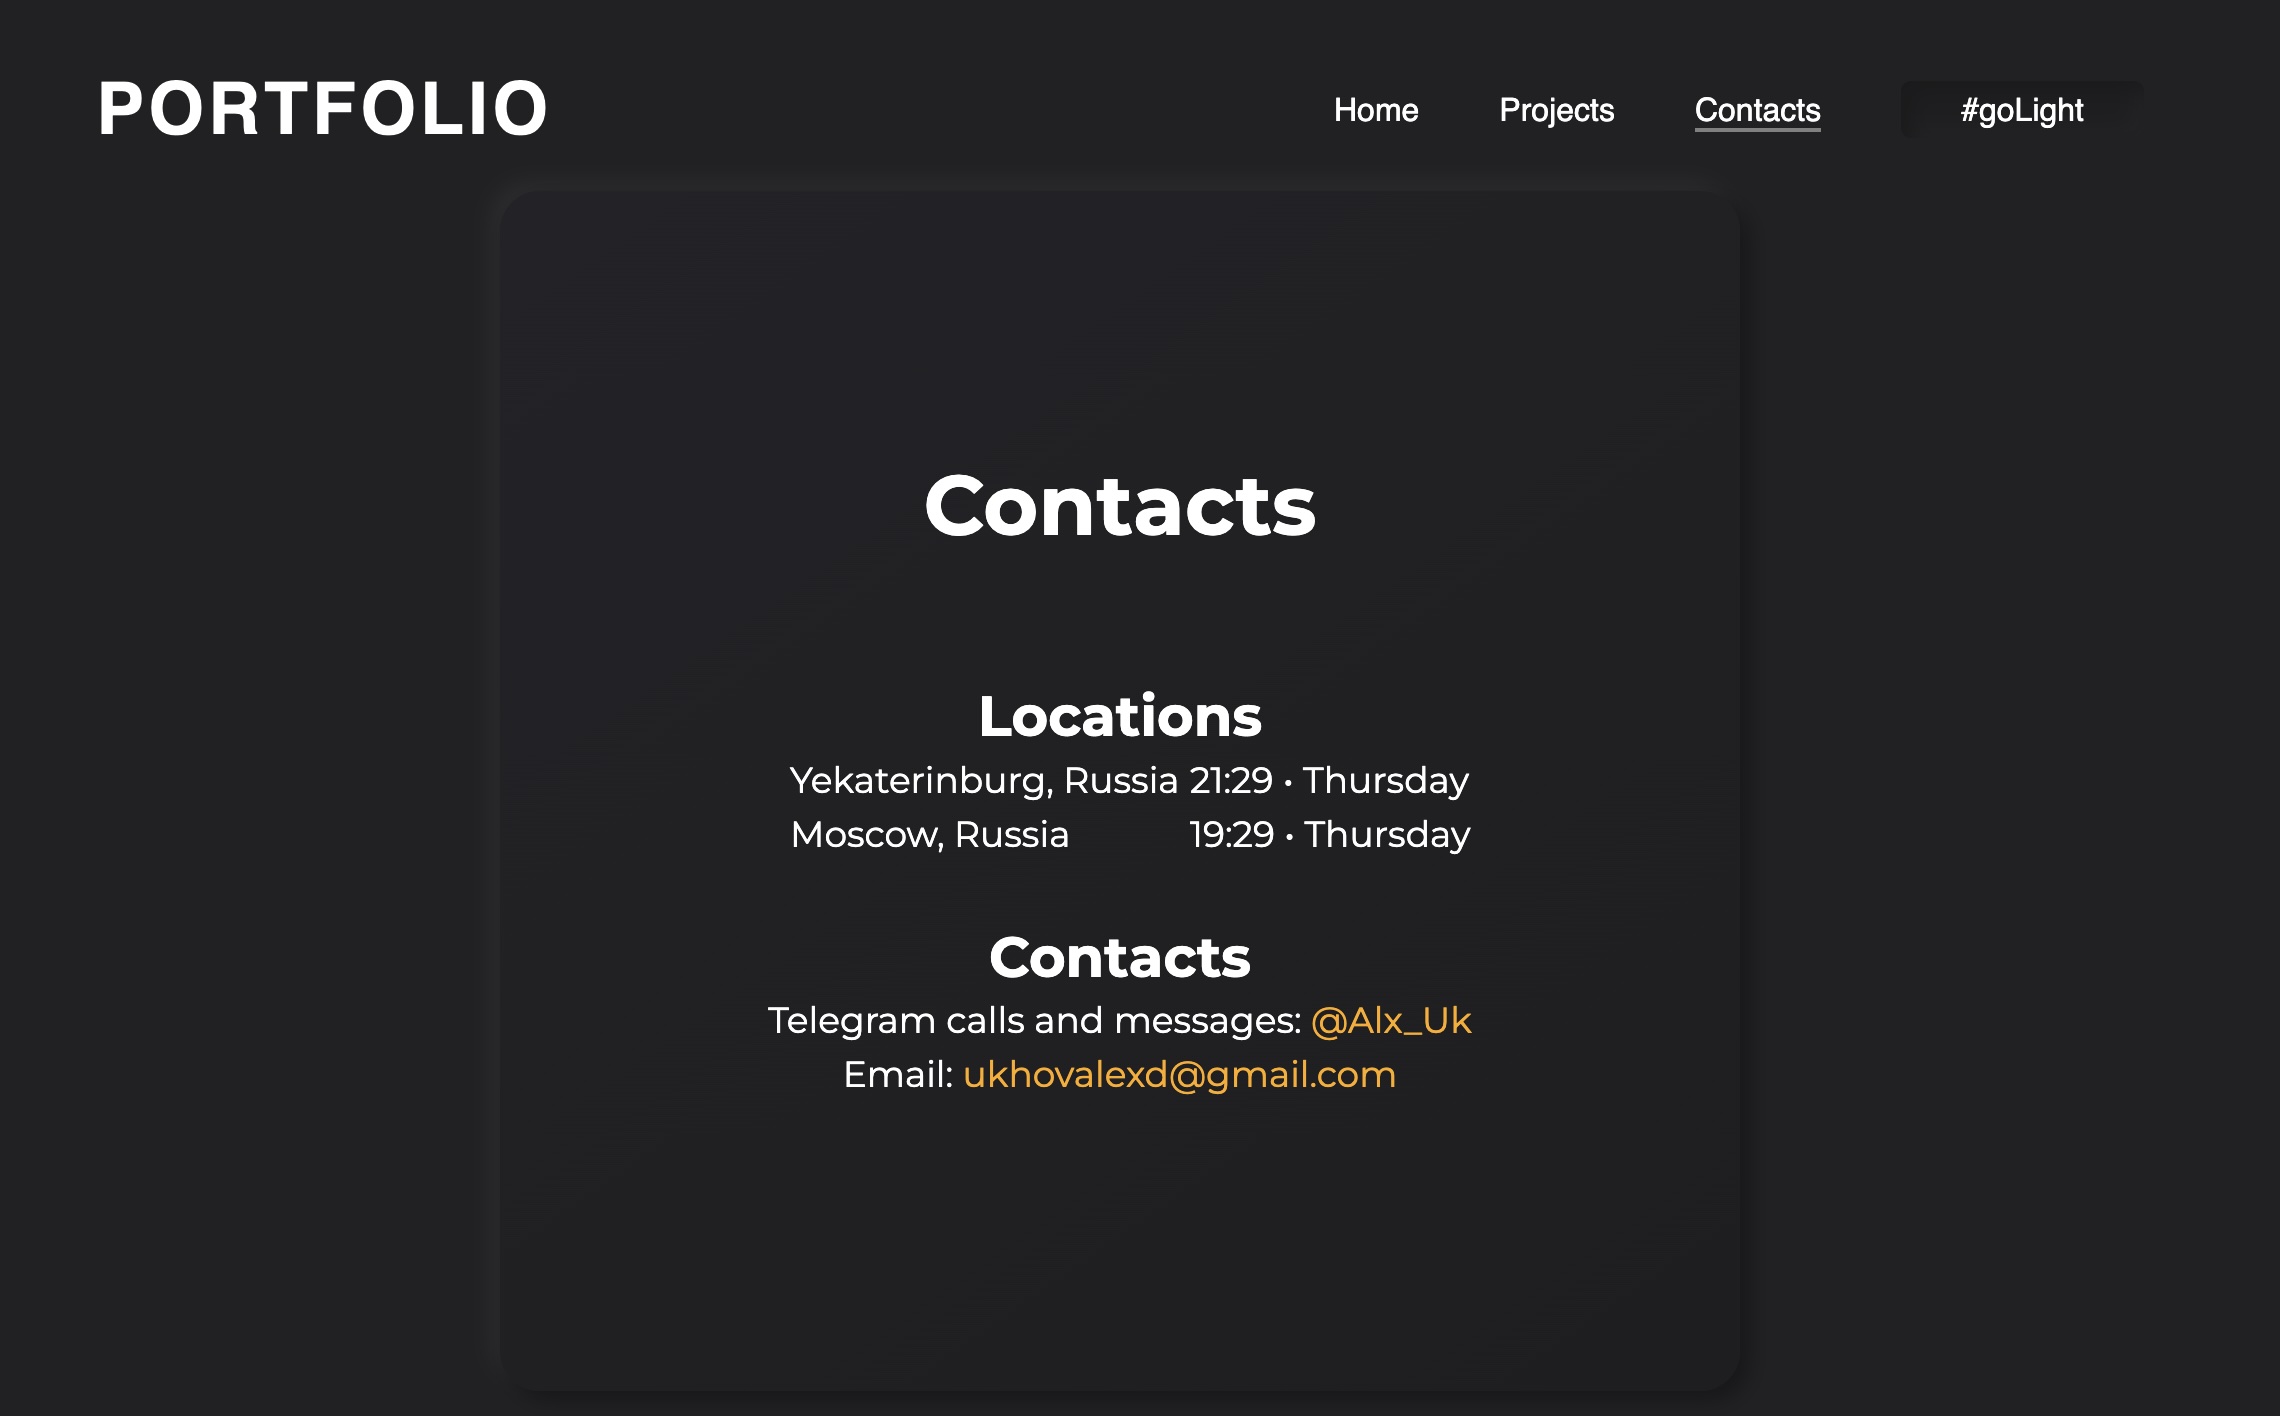 PORTFOLIO
Home Projects Contacts #goLight
Contacts
Locations
Yekaterinburg, Russia 21:29 • Thursday
Moscow, Russia 19:29 • Thursday
Contacts
Telegram calls and messages: @Alx_Uk
Email: ukhovalexd@gmail.com